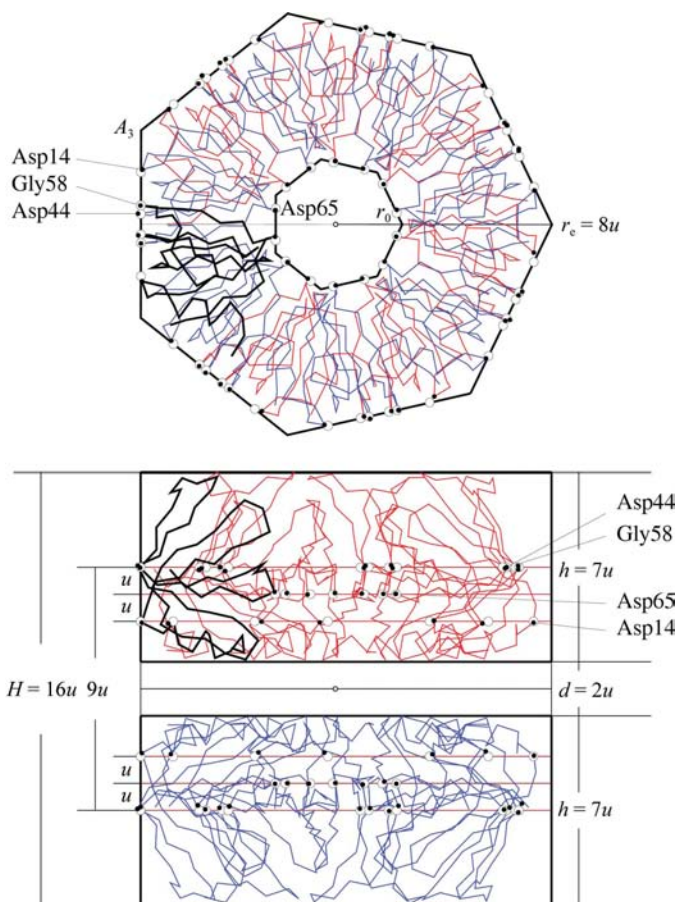 A₃
Asp14
Gly58
Asp44
Asp65
r₀
rₑ = 8u
Asp44
Gly58
u
h = 7u
Asp65
u
Asp14
H = 16u 9u
d = 2u
u
u
h = 7u